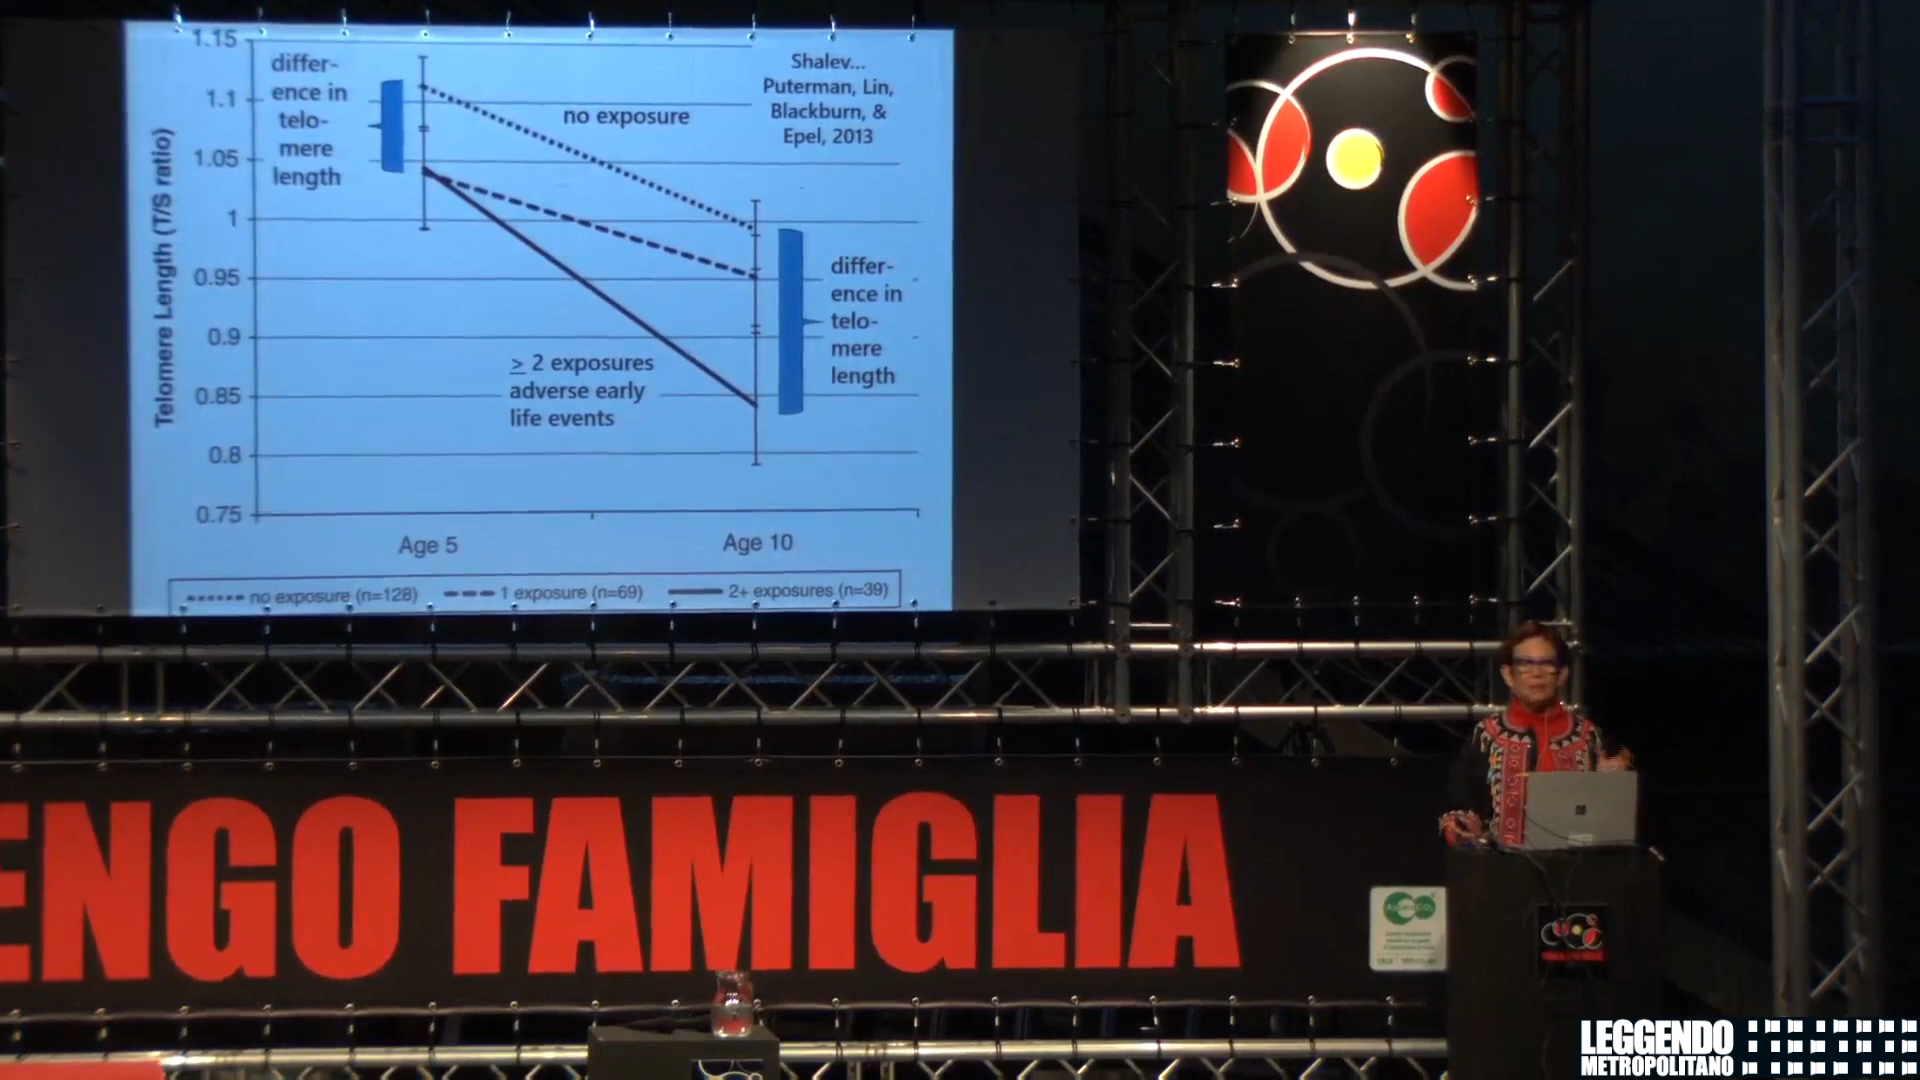 1.15
differ-
ence in
telo-
mere
length
Shalev...
Puterman, Lin,
Blackburn, &
Epel, 2013
no exposure
1.1
1.05
1
0.95
0.9
0.85
0.8
0.75
Telomere Length (T/S ratio)
differ-
ence in
telo-
mere
length
> 2 exposures
adverse early
life events
Age 5
Age 10
no exposure (n=128)
1 exposure (n=69)
2+ exposures (n=39)
ENGO FAMIGLIA
LEGGENDO
METROPOLITANO